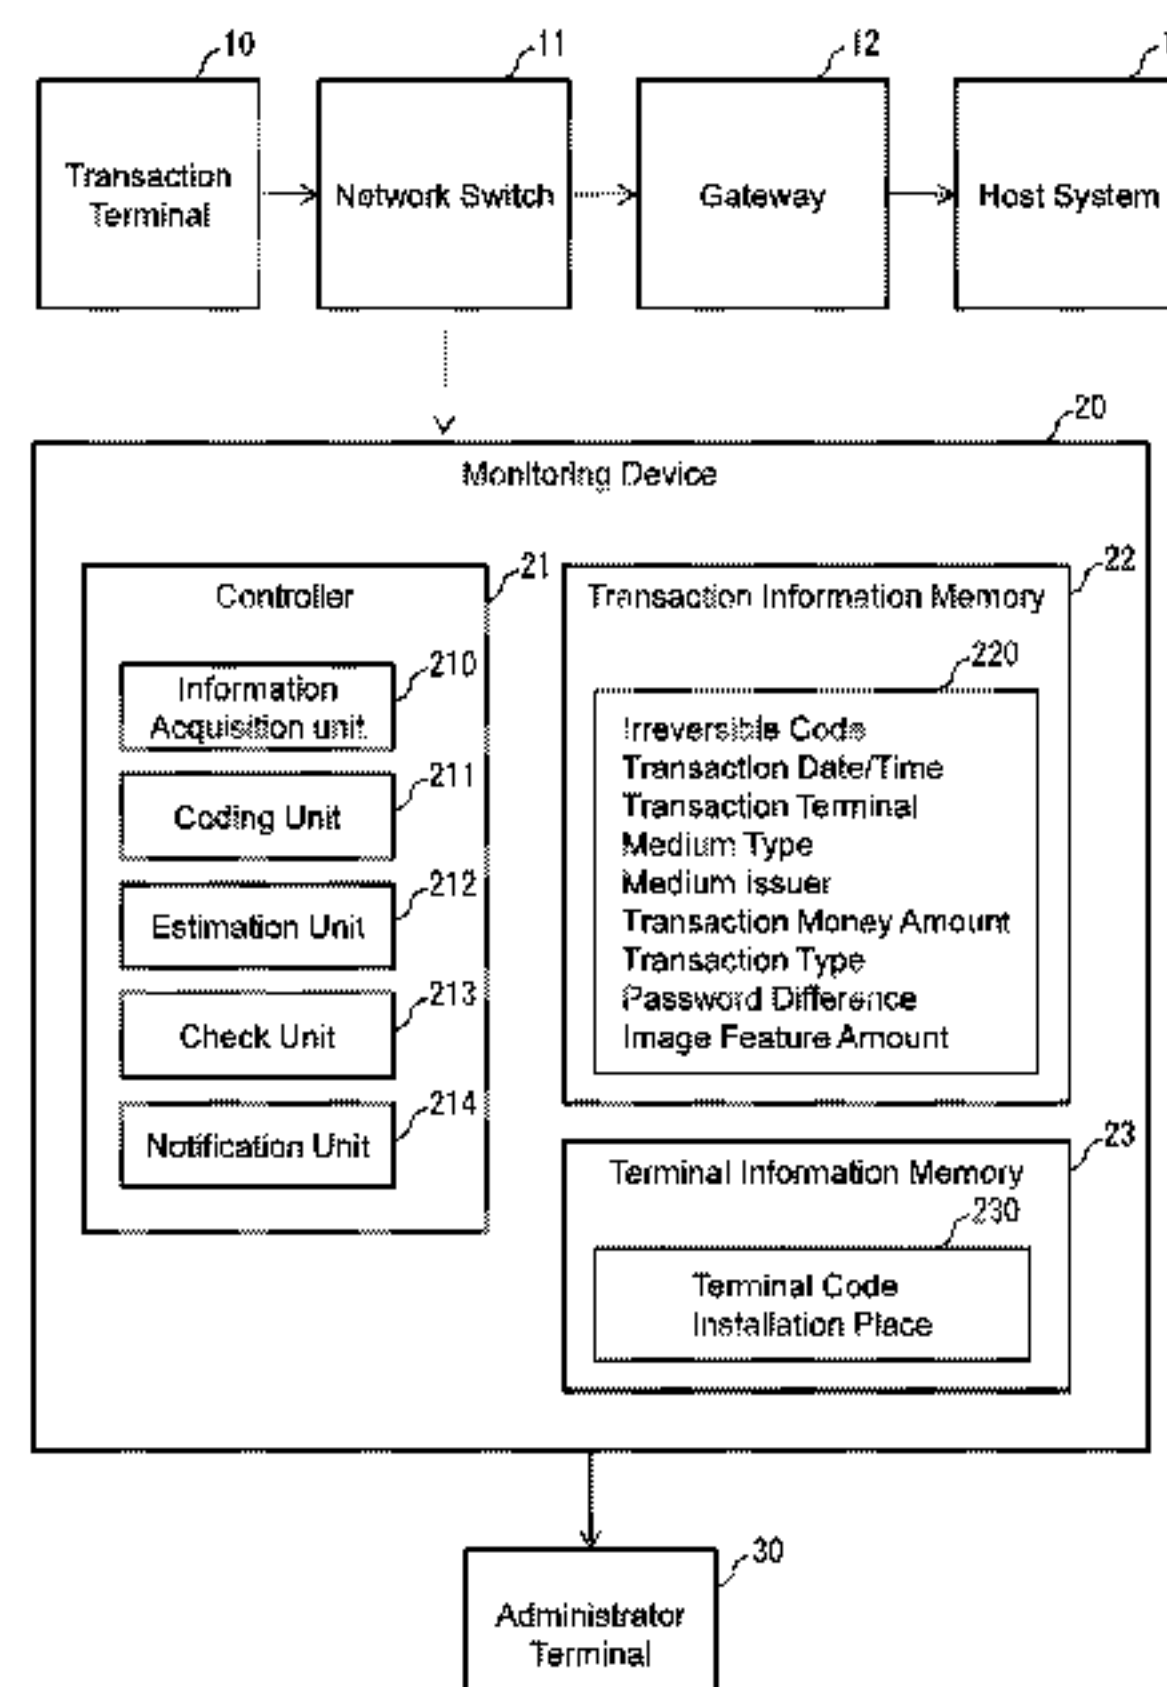 10
11
12
Transaction
Terminal
Network Switch
Gateway
Host System
20
Monitoring Device
21
Controller
210
Information
Acquisition unit
211
Coding Unit
212
Estimation Unit
213
Check Unit
214
Notification Unit
22
Transaction Information Memory
220
Irreversible Code
Transaction Date/Time
Transaction Terminal
Medium Type
Medium issuer
Transaction Money Amount
Transaction Type
Password Difference
Image Feature Amount
23
Terminal Information Memory
230
Terminal Code
Installation Place
30
Administrator
Terminal